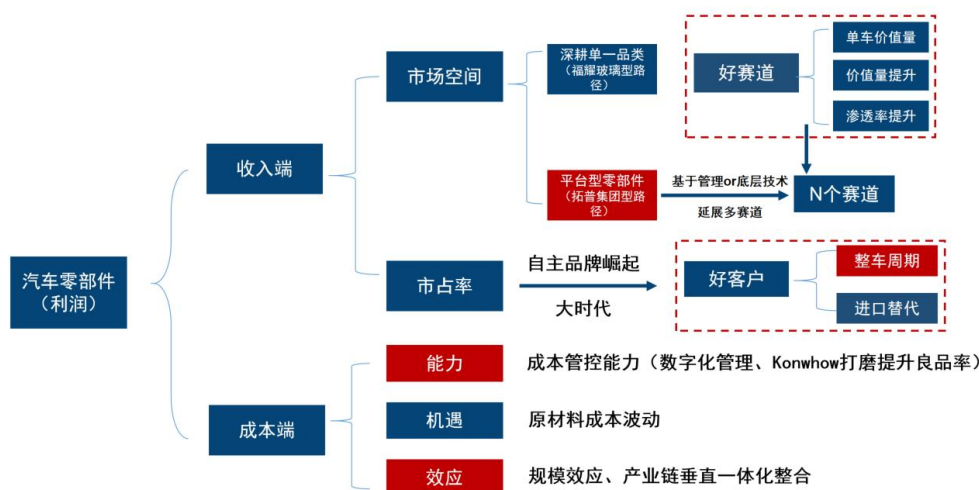 汽车零部件
（利润）
收入端
市场空间
深耕单一品类
（福耀玻璃型路
径）
平台型零部件
（拓普集团型路
径）
基于管理or底层技术
延展多赛道
好赛道
单车价值量
价值量提升
渗透率提升
N个赛道
市占率
自主品牌崛起
大时代
好客户
整车周期
进口替代
成本端
能力
成本管控能力（数字化管理、Konwhow打磨提升良品率）
机遇
原材料成本波动
效应
规模效应、产业链垂直一体化整合